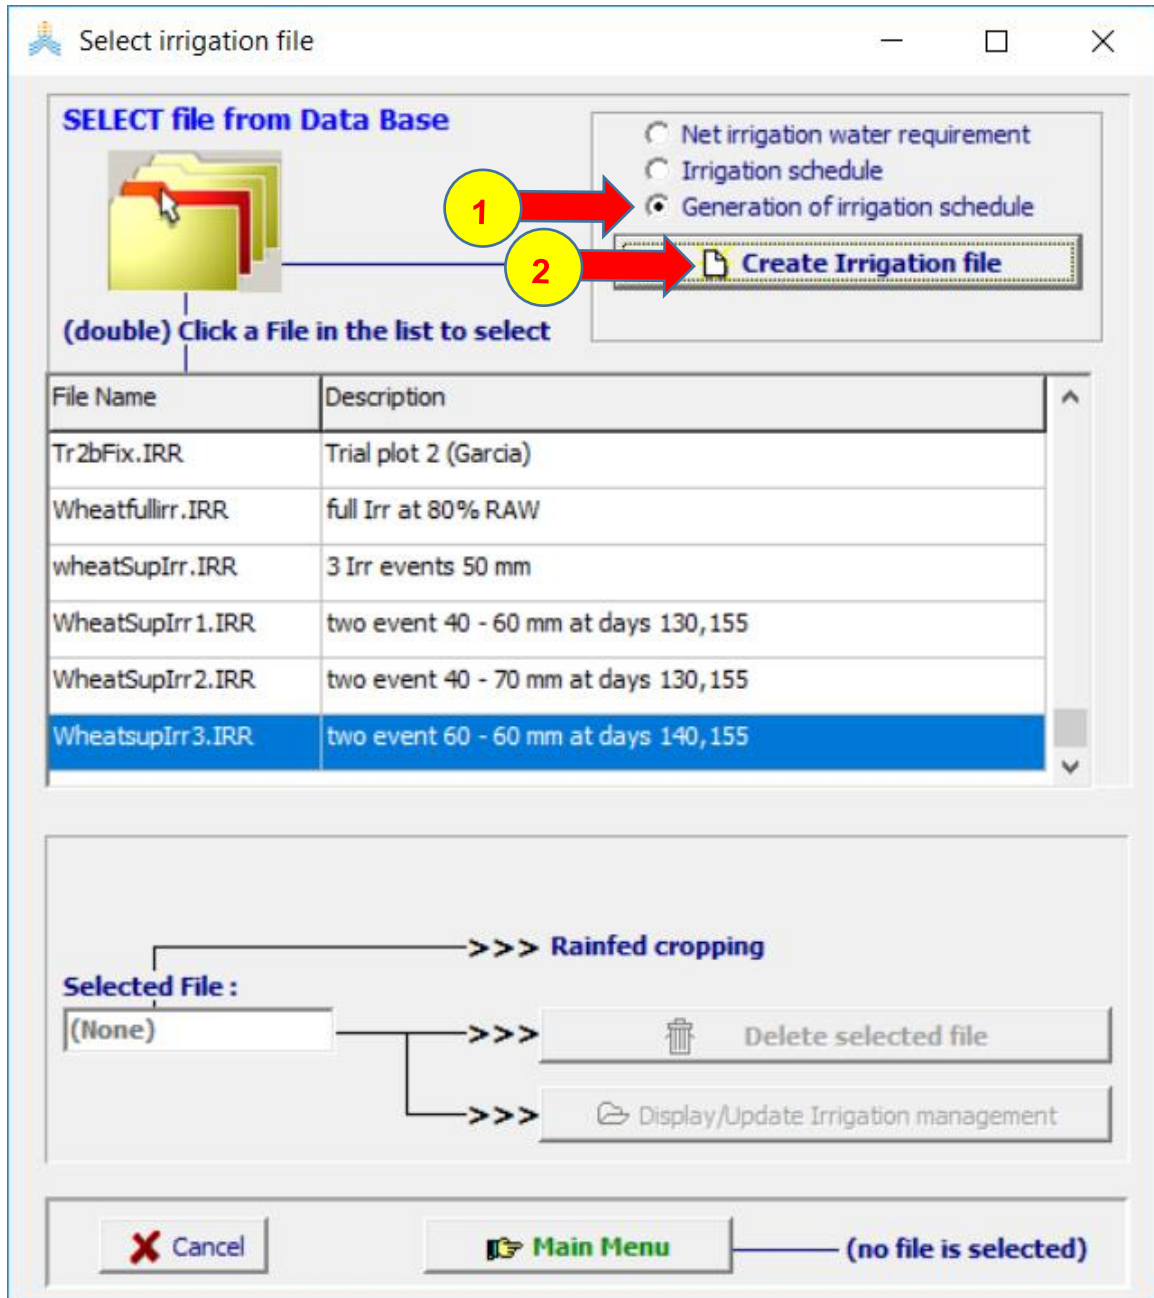 Select irrigation file
SELECT file from Data Base
Net irrigation water requirement
Irrigation schedule
1
Generation of irrigation schedule
2
Create Irrigation file
(double) Click a File in the list to select
File Name Description
Tr2bFix.IRR Trial plot 2 (Garcia)
Wheatfullirr.IRR full Irr at 80% RAW
wheatSupIrr.IRR 3 Irr events 50 mm
WheatSupIrr1.IRR two event 40 - 60 mm at days 130,155
WheatSupIrr2.IRR two event 40 - 70 mm at days 130,155
WheatsupIrr3.IRR two event 60 - 60 mm at days 140,155
>>> Rainfed cropping
Selected File :
(None)
>>> Delete selected file
>>> Display/Update Irrigation management
Cancel Main Menu (no file is selected)